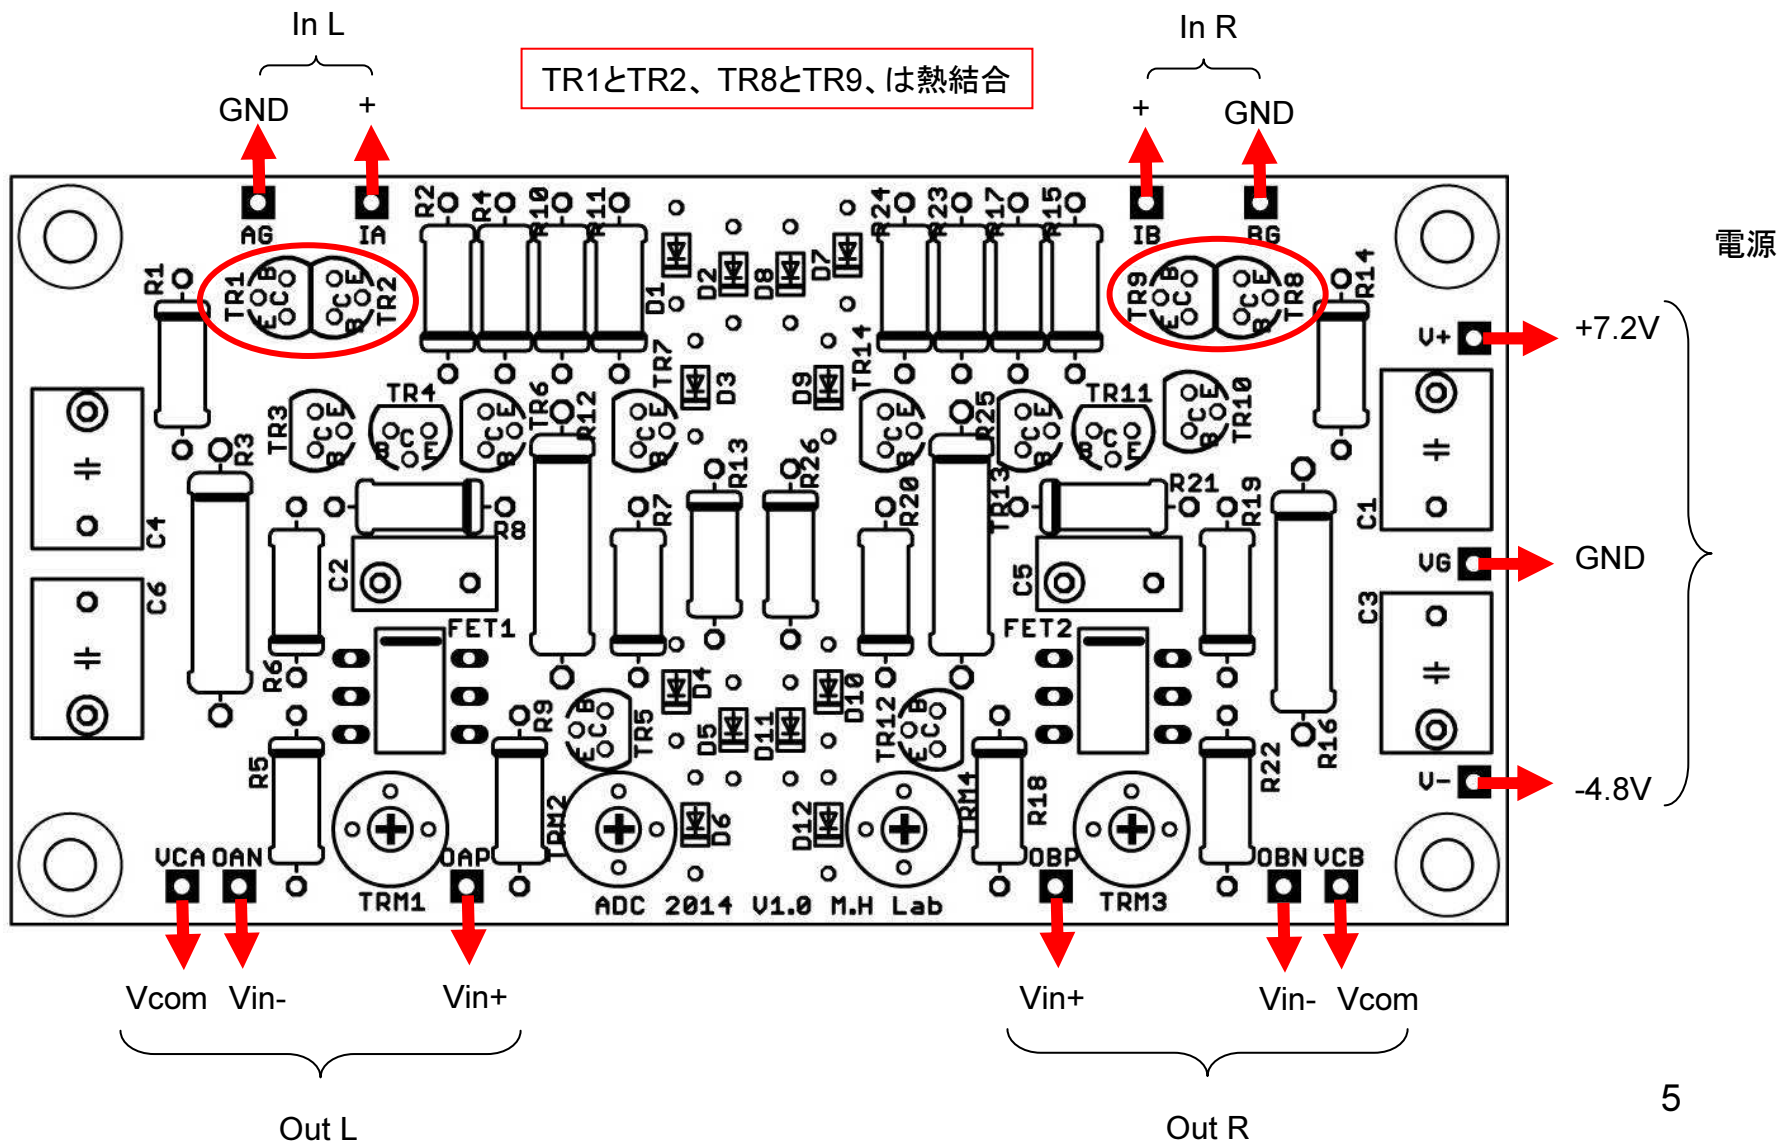 In L
In R
TR1とTR2、TR8とTR9、は熱結合
GND
+
+
GND
AG
IA
IB
BG
R2
R4
R10
R11
R24
R23
R17
R15
電源
R1
TR1
B
C
E
E
C
B
TR2
D1
D2
D8
D7
TR9
B
C
E
E
C
B
TR8
R14
V+
+7.2V
TR3
E
C
B
TR4
B
C
E
E
C
B
TR6
R12
E
C
B
TR7
D3
D9
TR14
E
C
B
R25
E
C
B
TR11
B
C
E
E
C
B
TR10
R3
C4
R8
R7
R13
R26
R20
TR13
R21
R19
C1
C6
C2
C5
VG
GND
C3
FET1
FET2
R6
R9
B
C
E
TR5
D4
D5
D11
D10
TR12
B
C
E
R16
R5
R22
V-
-4.8V
TRM2
D6
D12
TRM4
R18
VCA OAN
OAP
OBP
OBN VCB
TRM1
ADC 2014 V1.0 M.H Lab
TRM3
Vcom Vin-
Vin+
Vin+
Vin- Vcom
Out L
Out R
5